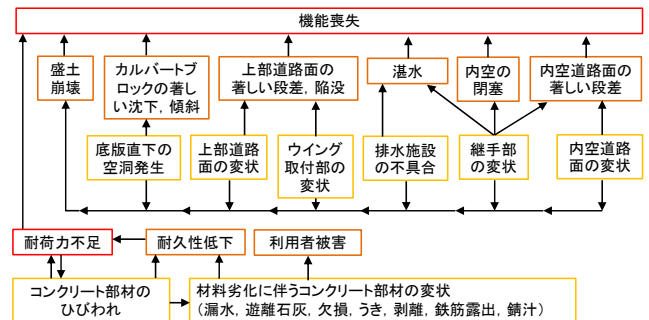 機能喪失
盛土
崩壊
カルバートブ
ロックの著し
い沈下，傾斜
上部道路面の
著しい段差，陥没
湛水
内空の
閉塞
内空道路面の
著しい段差
底版直下の
空洞発生
上部道路
面の変状
ウイング
取付部の
変状
排水施設
の不具合
継手部
の変状
内空道路
面の変状
耐荷力不足
耐久性低下
利用者被害
コンクリート部材の
ひびわれ
材料劣化に伴うコンクリート部材の変状
（漏水，遊離石灰，欠損，うき，剥離，鉄筋露出，錆汁）